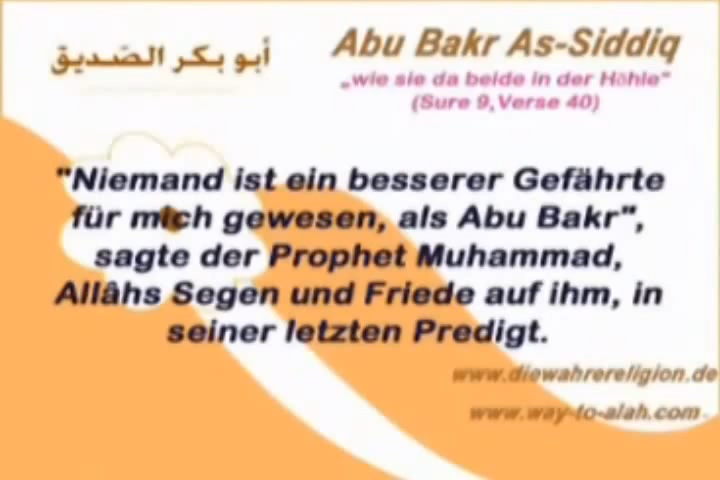 أبو بكر الصّديق
Abu Bakr As-Siddiq
„wie sie da beide in der Höhle"
(Sure 9,Verse 40)
"Niemand ist ein besserer Gefährte
für mich gewesen, als Abu Bakr",
sagte der Prophet Muhammad,
Allâhs Segen und Friede auf ihm, in
seiner letzten Predigt.
www.diewahrereligion.de
www.way-to-alah.com